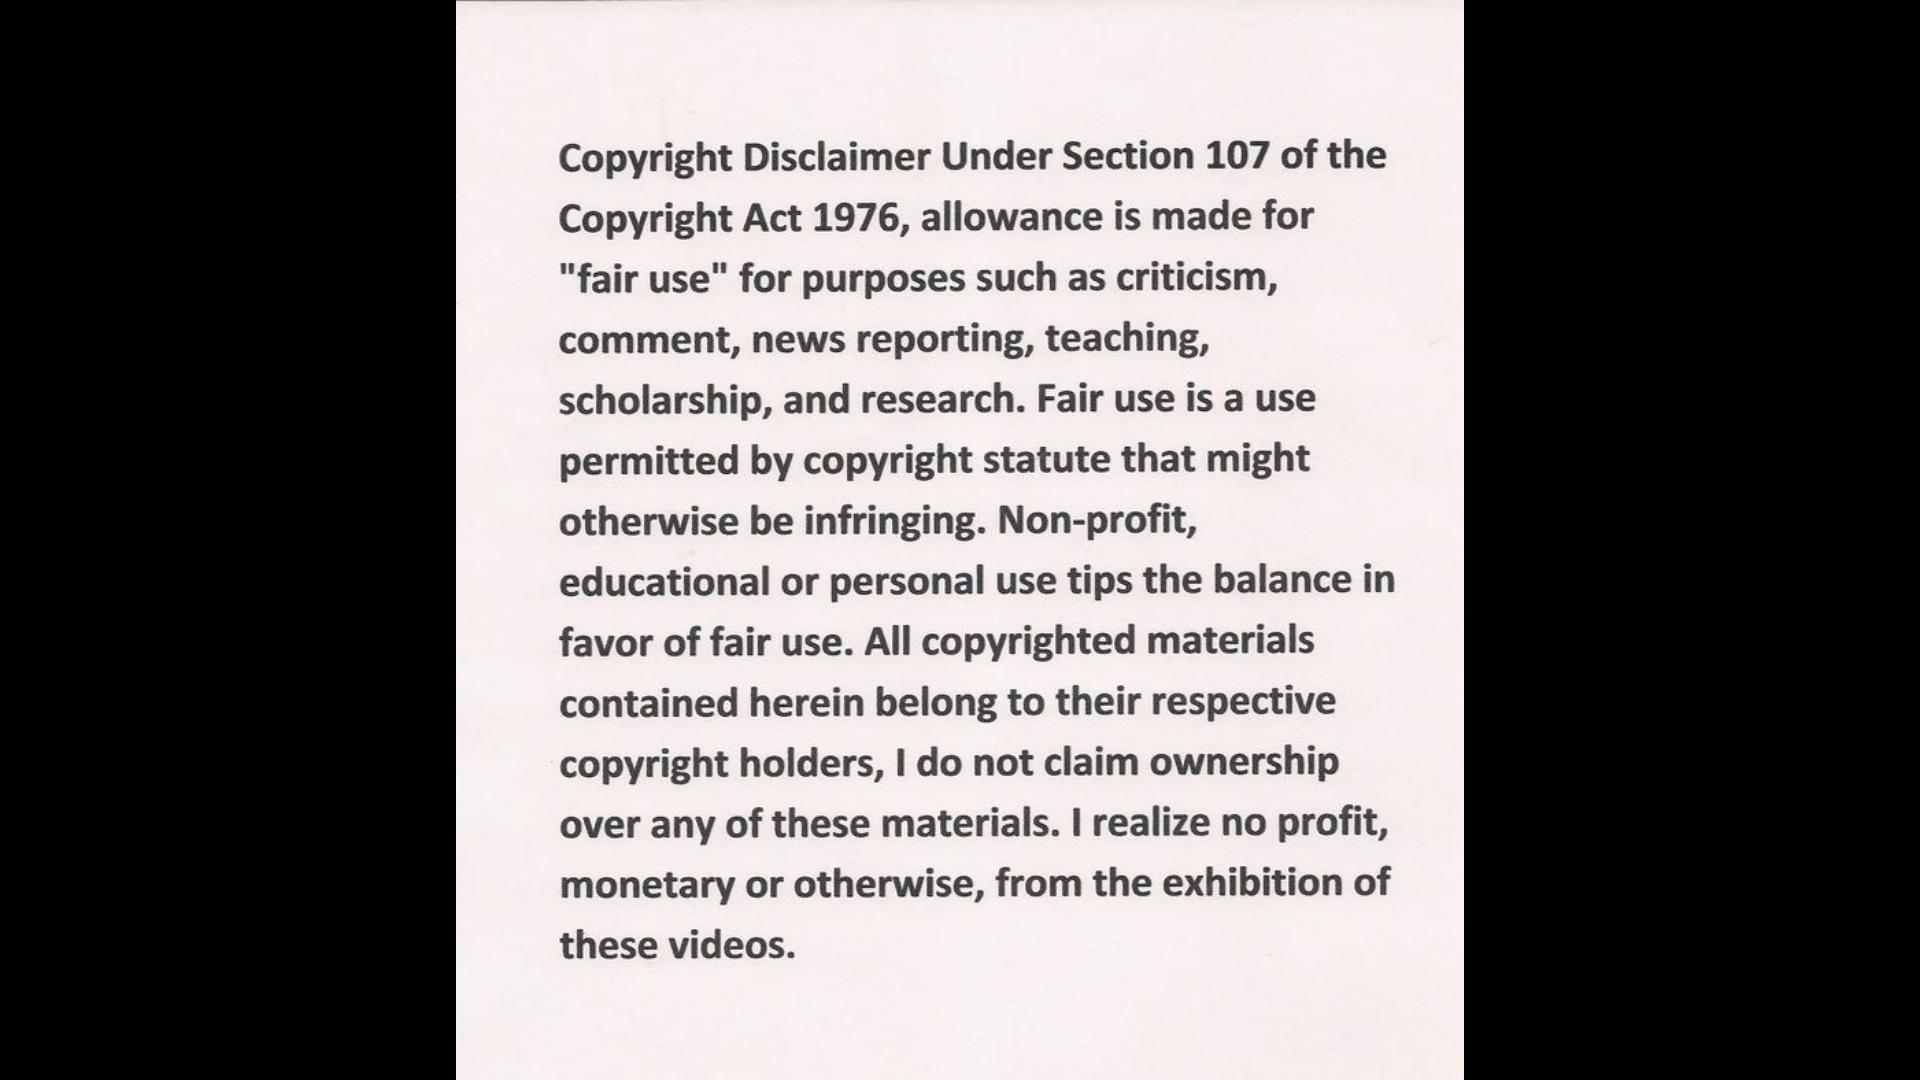 Copyright Disclaimer Under Section 107 of the
Copyright Act 1976, allowance is made for
"fair use" for purposes such as criticism,
comment, news reporting, teaching,
scholarship, and research. Fair use is a use
permitted by copyright statute that might
otherwise be infringing. Non-profit,
educational or personal use tips the balance in
favor of fair use. All copyrighted materials
contained herein belong to their respective
copyright holders, I do not claim ownership
over any of these materials. I realize no profit,
monetary or otherwise, from the exhibition of
these videos.